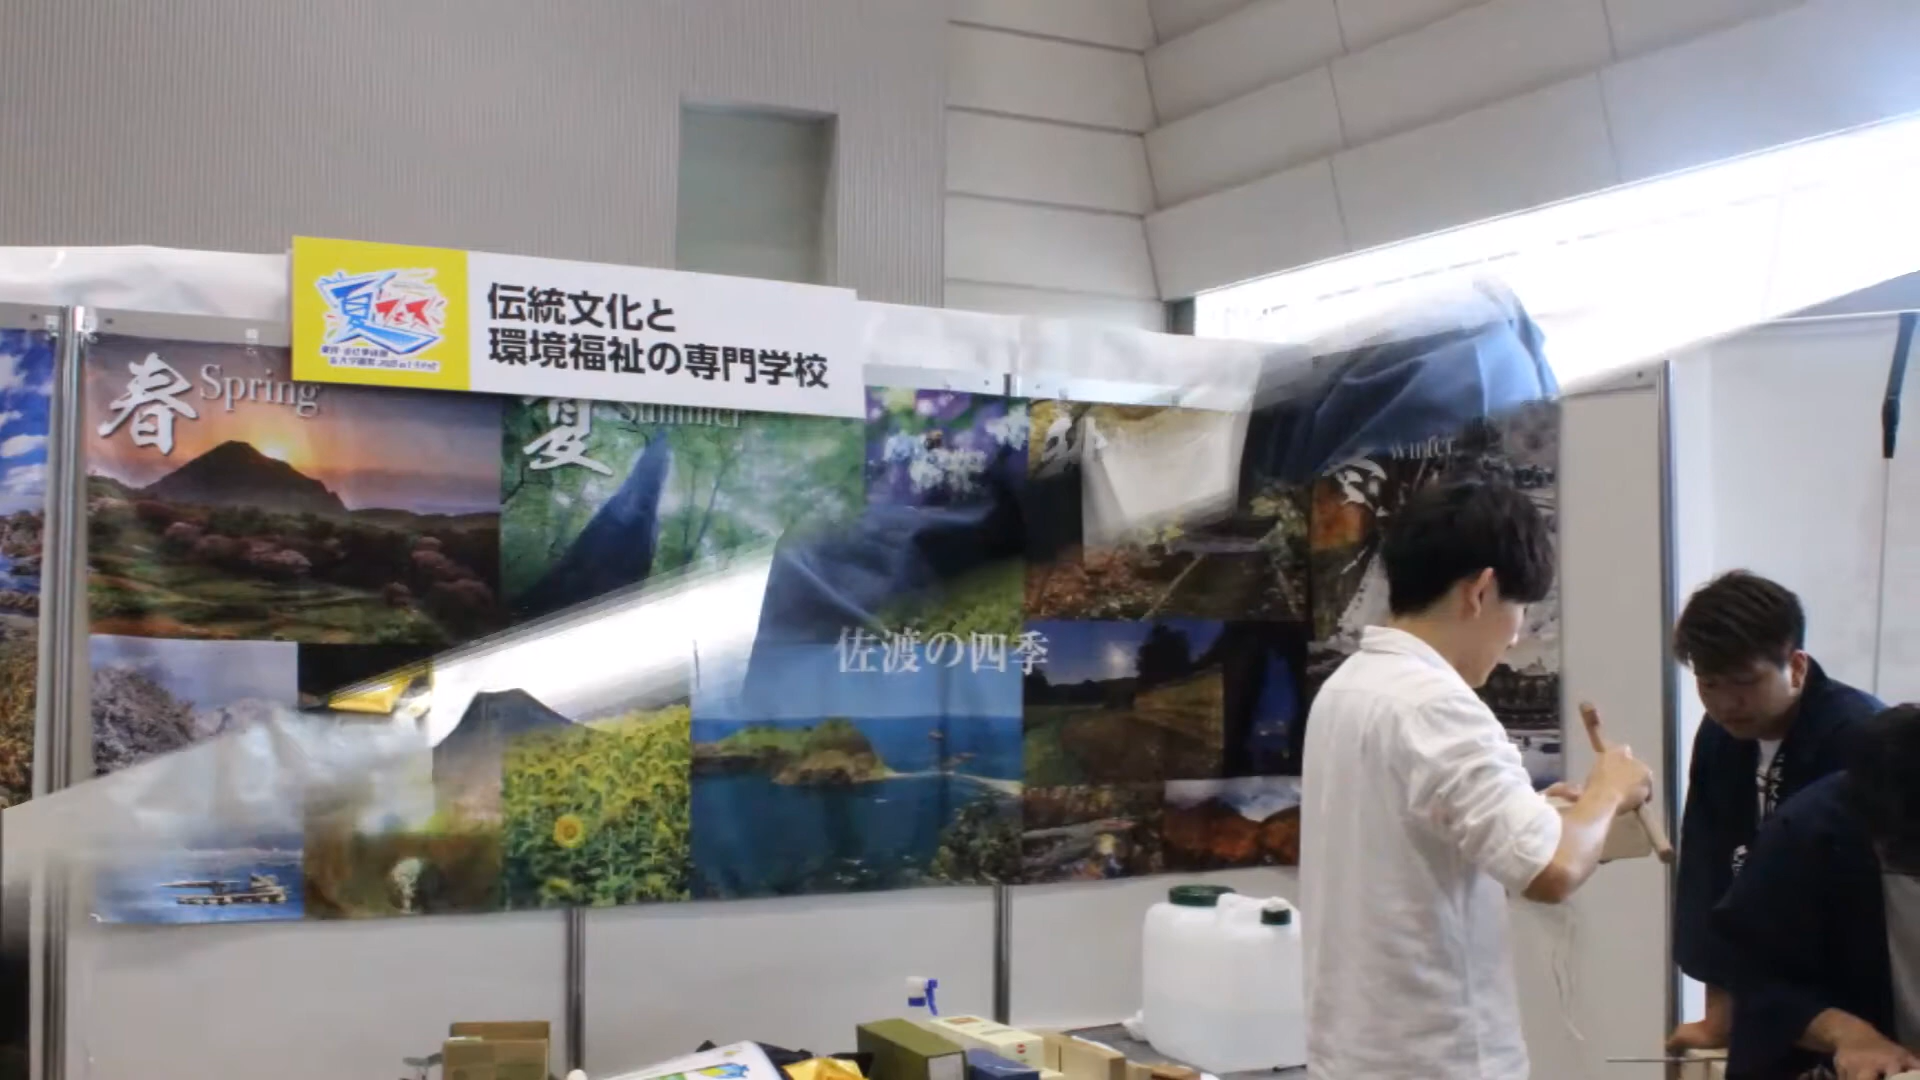 夏フェス
伝統文化と
環境福祉の専門学校
春 Spring
夏 Summer
winter
佐渡の四季